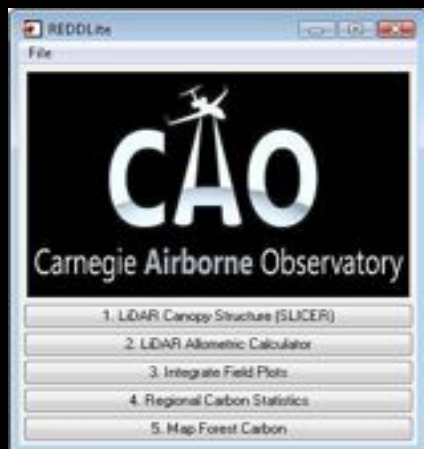 REDDLite
File
CAO
Carnegie Airborne Observatory
1. LiDAR Canopy Structure (SLICER)
2. LiDAR Allometric Calculator
3. Integrate Field Plots
4. Regional Carbon Statistics
5. Map Forest Carbon